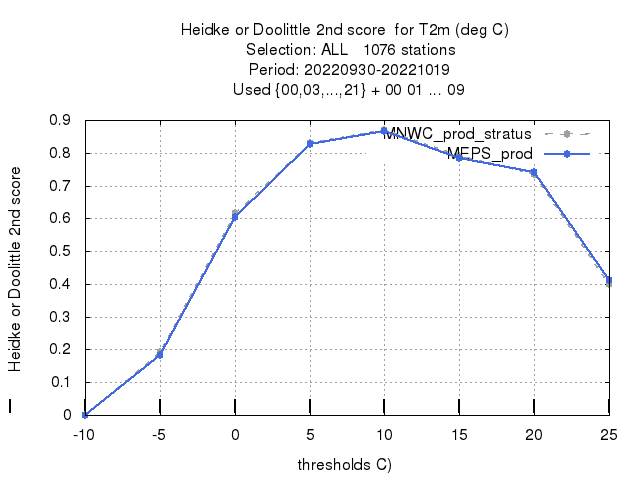 Heidke or Doolittle 2nd score  for T2m (deg C)
Selection: ALL   1076 stations
Period: 20220930-20221019
Used {00,03,...,21} + 00 01 ... 09
MNWC_prod_stratus
MEPS_prod
Heidke or Doolittle 2nd score
0.9
0.8
0.7
0.6
0.5
0.4
0.3
0.2
0.1
0
-10 -5 0 5 10 15 20 25
thresholds C)